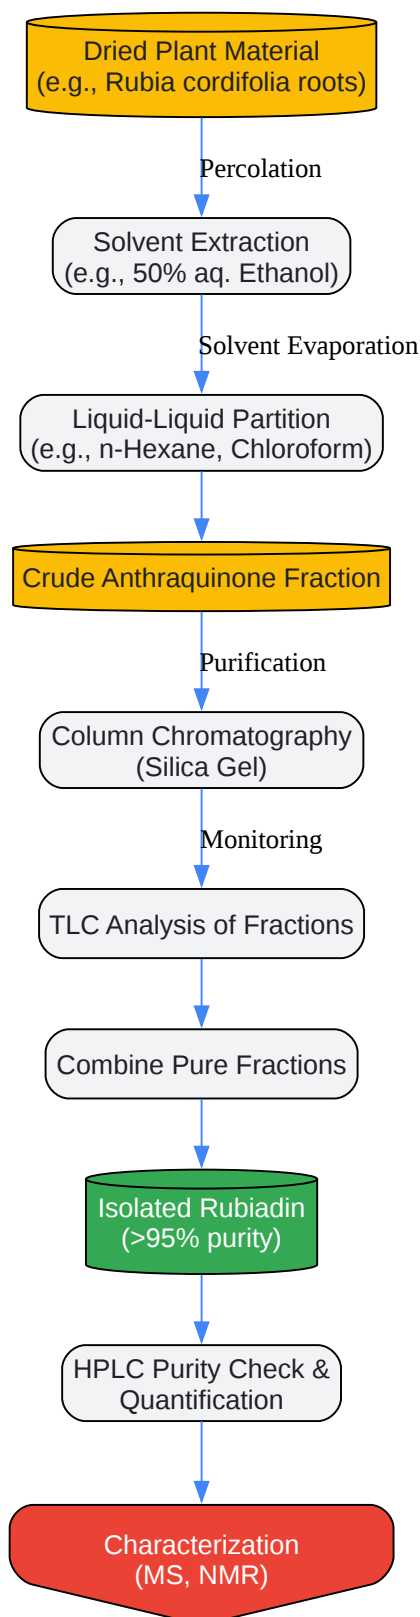 Dried Plant Material
(e.g., Rubia cordifolia roots)
Percolation
Solvent Extraction
(e.g., 50% aq. Ethanol)
Solvent Evaporation
Liquid-Liquid Partition
(e.g., n-Hexane, Chloroform)
Crude Anthraquinone Fraction
Purification
Column Chromatography
(Silica Gel)
Monitoring
TLC Analysis of Fractions
Combine Pure Fractions
Isolated Rubiadin
(>95% purity)
HPLC Purity Check &
Quantification
Characterization
(MS, NMR)